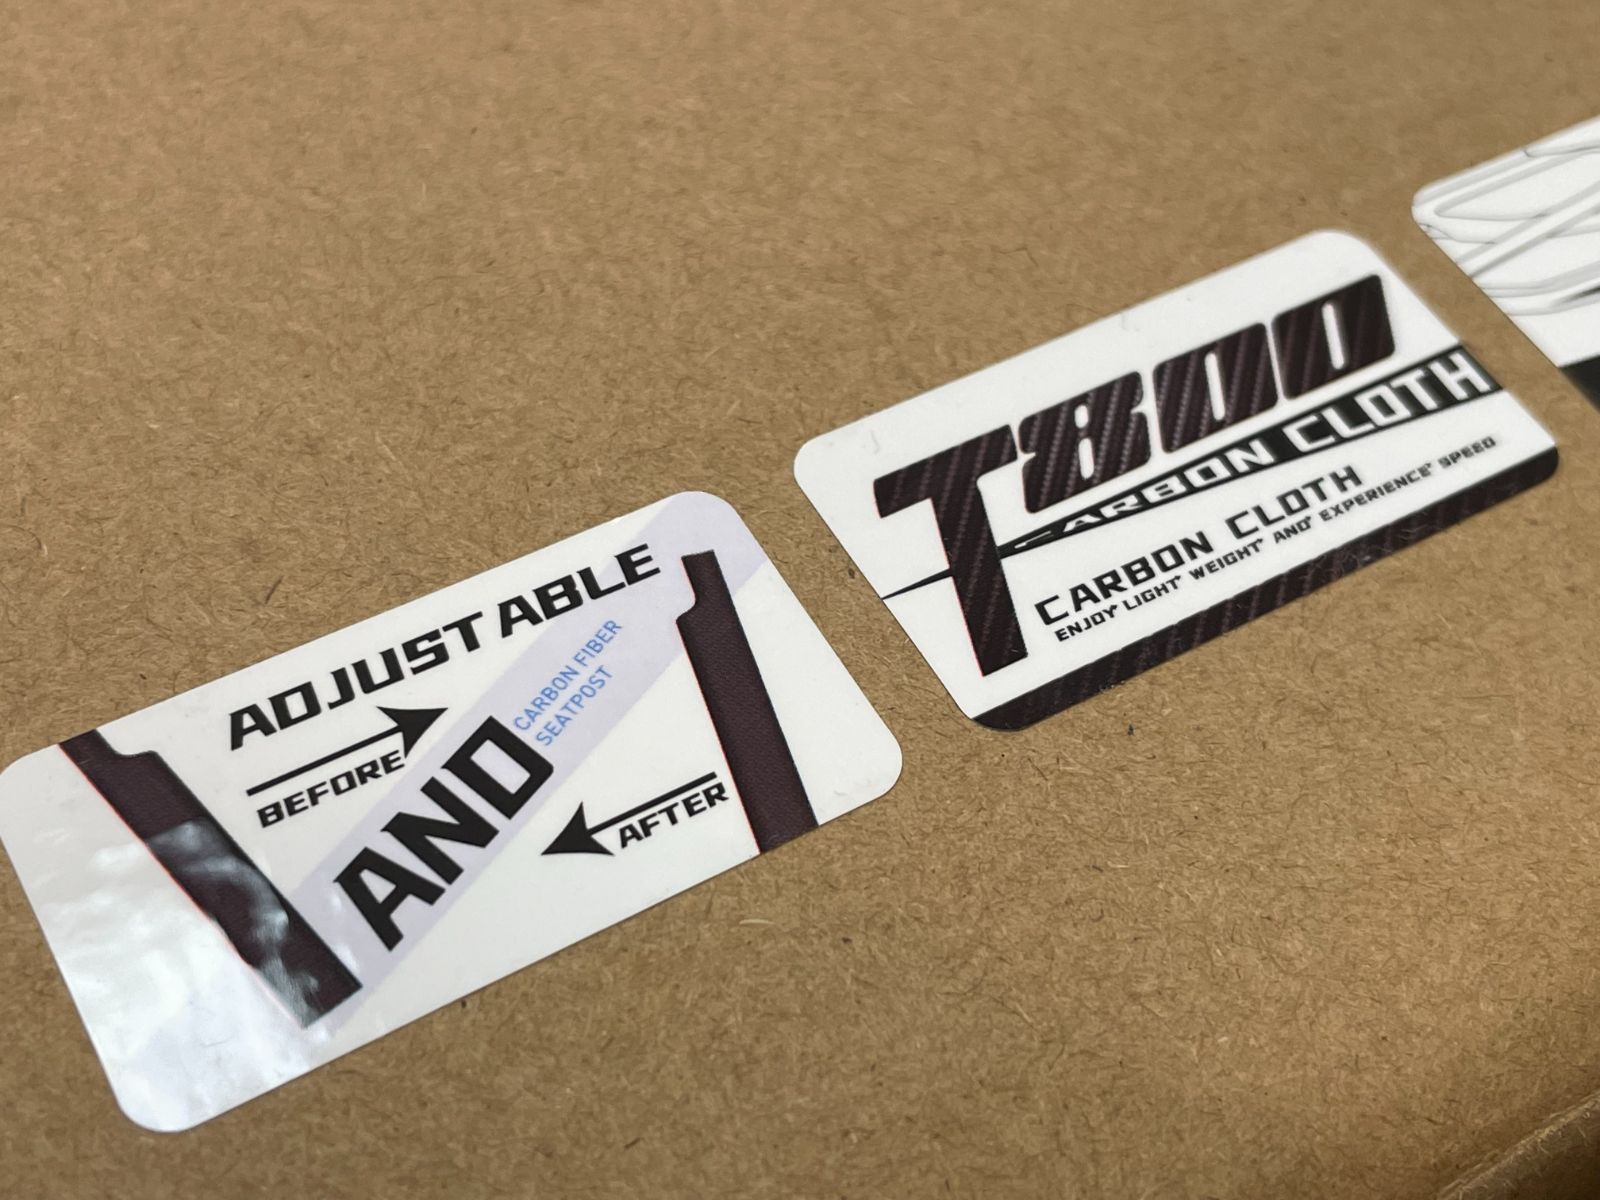 ADJUSTABLE
BEFORE
AND
CARBON FIBER
SEATPOST
AFTER
T800
CARBON CLOTH
CARBON CLOTH
ENJOY LIGHT WEIGHT AND EXPERIENCE SPEED